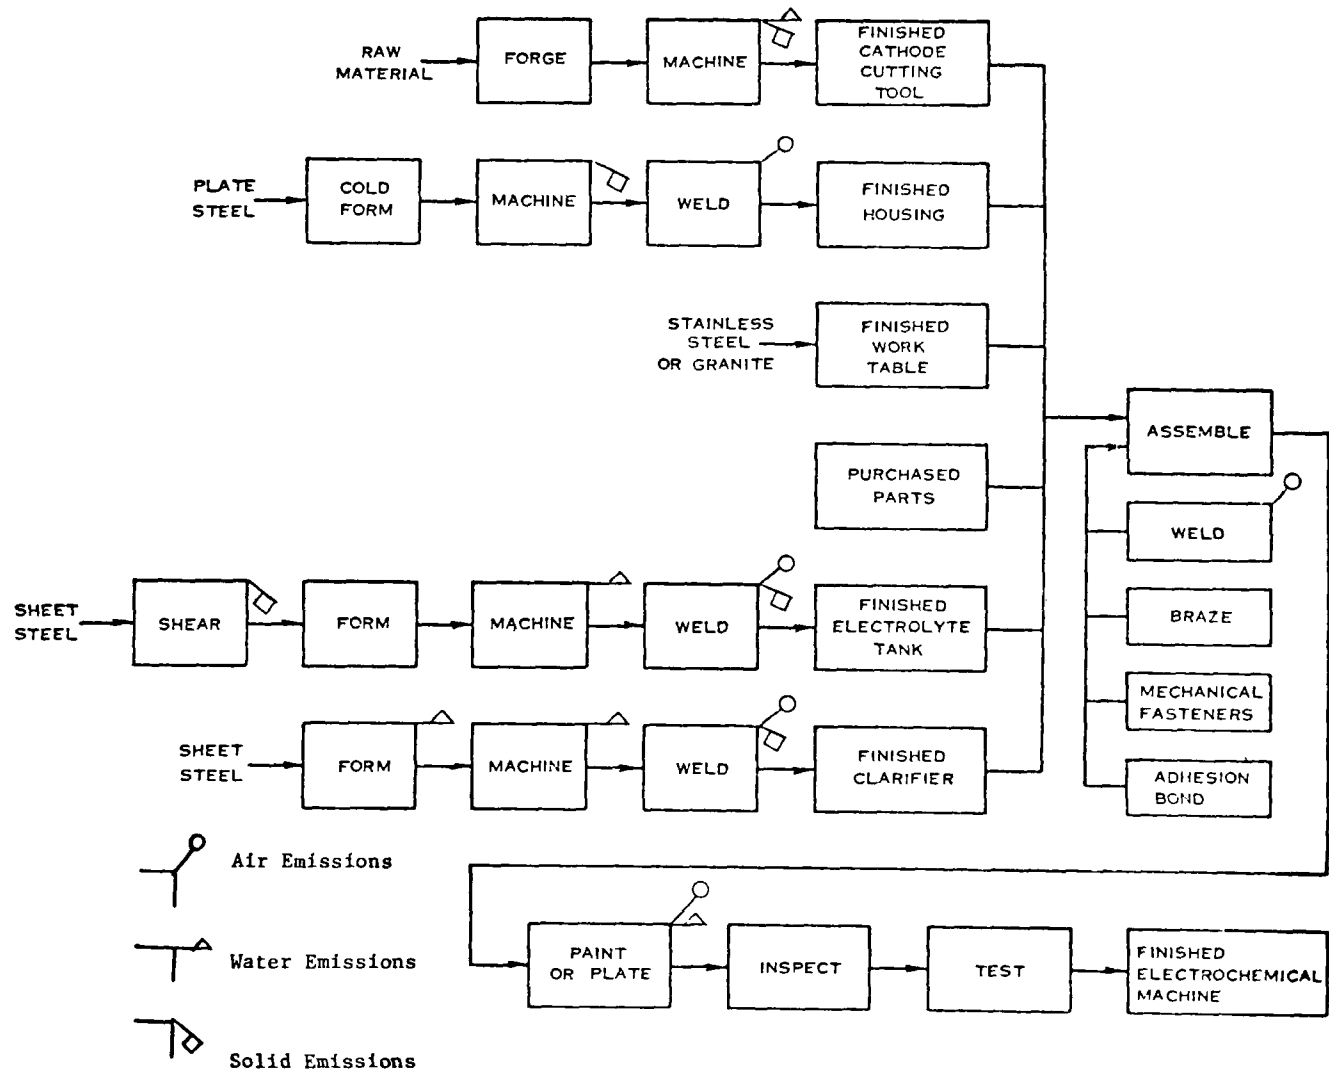 RAW
MATERIAL
FORGE
MACHINE
FINISHED
CATHODE
CUTTING
TOOL
PLATE
STEEL
COLD
FORM
MACHINE
WELD
FINISHED
HOUSING
STAINLESS
STEEL
OR GRANITE
FINISHED
WORK
TABLE
PURCHASED
PARTS
ASSEMBLE
WELD
BRAZE
MECHANICAL
FASTENERS
ADHESION
BOND
SHEET
STEEL
SHEAR
FORM
MACHINE
WELD
FINISHED
ELECTROLYTE
TANK
SHEET
STEEL
FORM
MACHINE
WELD
FINISHED
CLARIFIER
Air Emissions
Water Emissions
Solid Emissions
PAINT
OR PLATE
INSPECT
TEST
FINISHED
ELECTROCHEMICAL
MACHINE